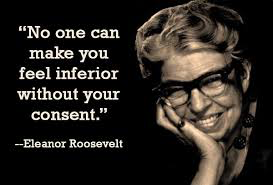 “No one can
make you
feel inferior
without your
consent.”
--Eleanor Roosevelt